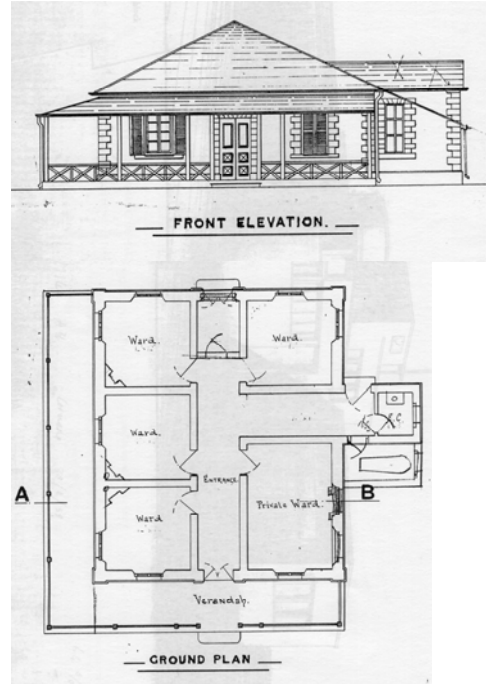 FRONT ELEVATION.
Ward.
Ward.
Ward.
E.C.
A
ENTRANCE
Private Ward.
B
Ward
Verandah.
GROUND PLAN